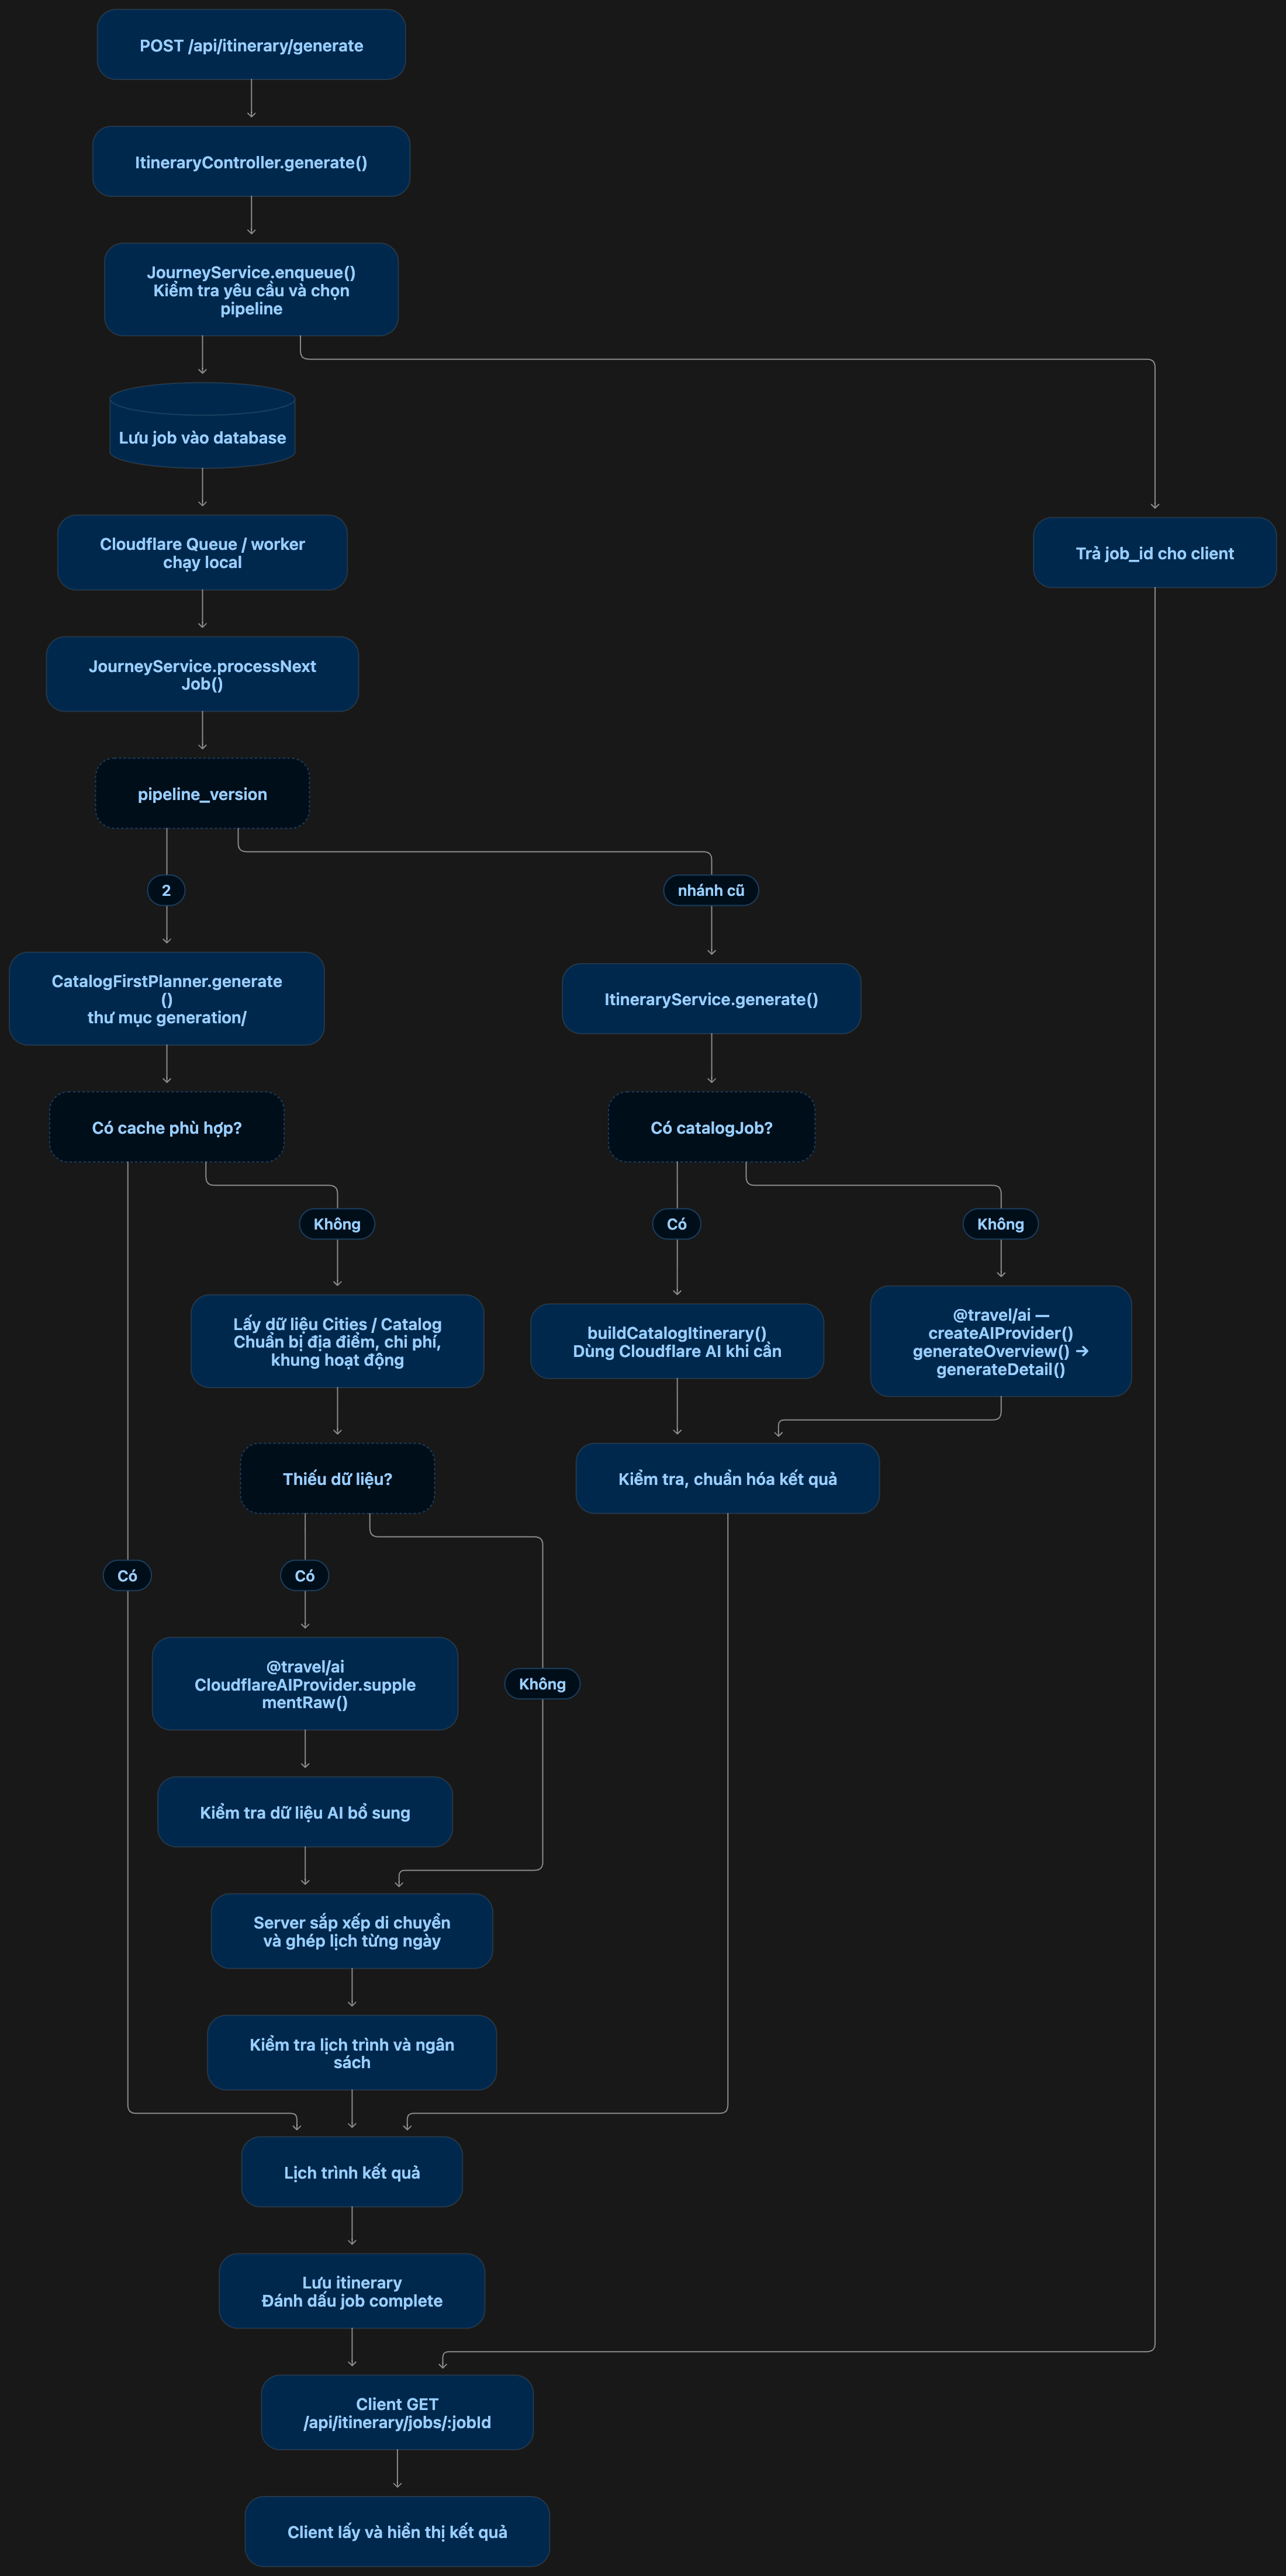 POST /api/itinerary/generate
ItineraryController.generate()
JourneyService.enqueue()
Kiểm tra yêu cầu và chọn
pipeline
Lưu job vào database
Cloudflare Queue / worker
chạy local
Trả job_id cho client
JourneyService.processNext
Job()
pipeline_version
2
nhánh cũ
CatalogFirstPlanner.generate
()
thư mục generation/
ItineraryService.generate()
Có cache phù hợp?
Có catalogJob?
Không
Có
Không
Lấy dữ liệu Cities / Catalog
Chuẩn bị địa điểm, chi phí,
khung hoạt động
buildCatalogItinerary()
Dùng Cloudflare AI khi cần
@travel/ai —
createAIProvider()
generateOverview() →
generateDetail()
Thiếu dữ liệu?
Kiểm tra, chuẩn hóa kết quả
Có
Có
@travel/ai
CloudflareAIProvider.supple
mentRaw()
Không
Kiểm tra dữ liệu AI bổ sung
Server sắp xếp di chuyển
và ghép lịch từng ngày
Kiểm tra lịch trình và ngân
sách
Lịch trình kết quả
Lưu itinerary
Đánh dấu job complete
Client GET
/api/itinerary/jobs/:jobId
Client lấy và hiển thị kết quả